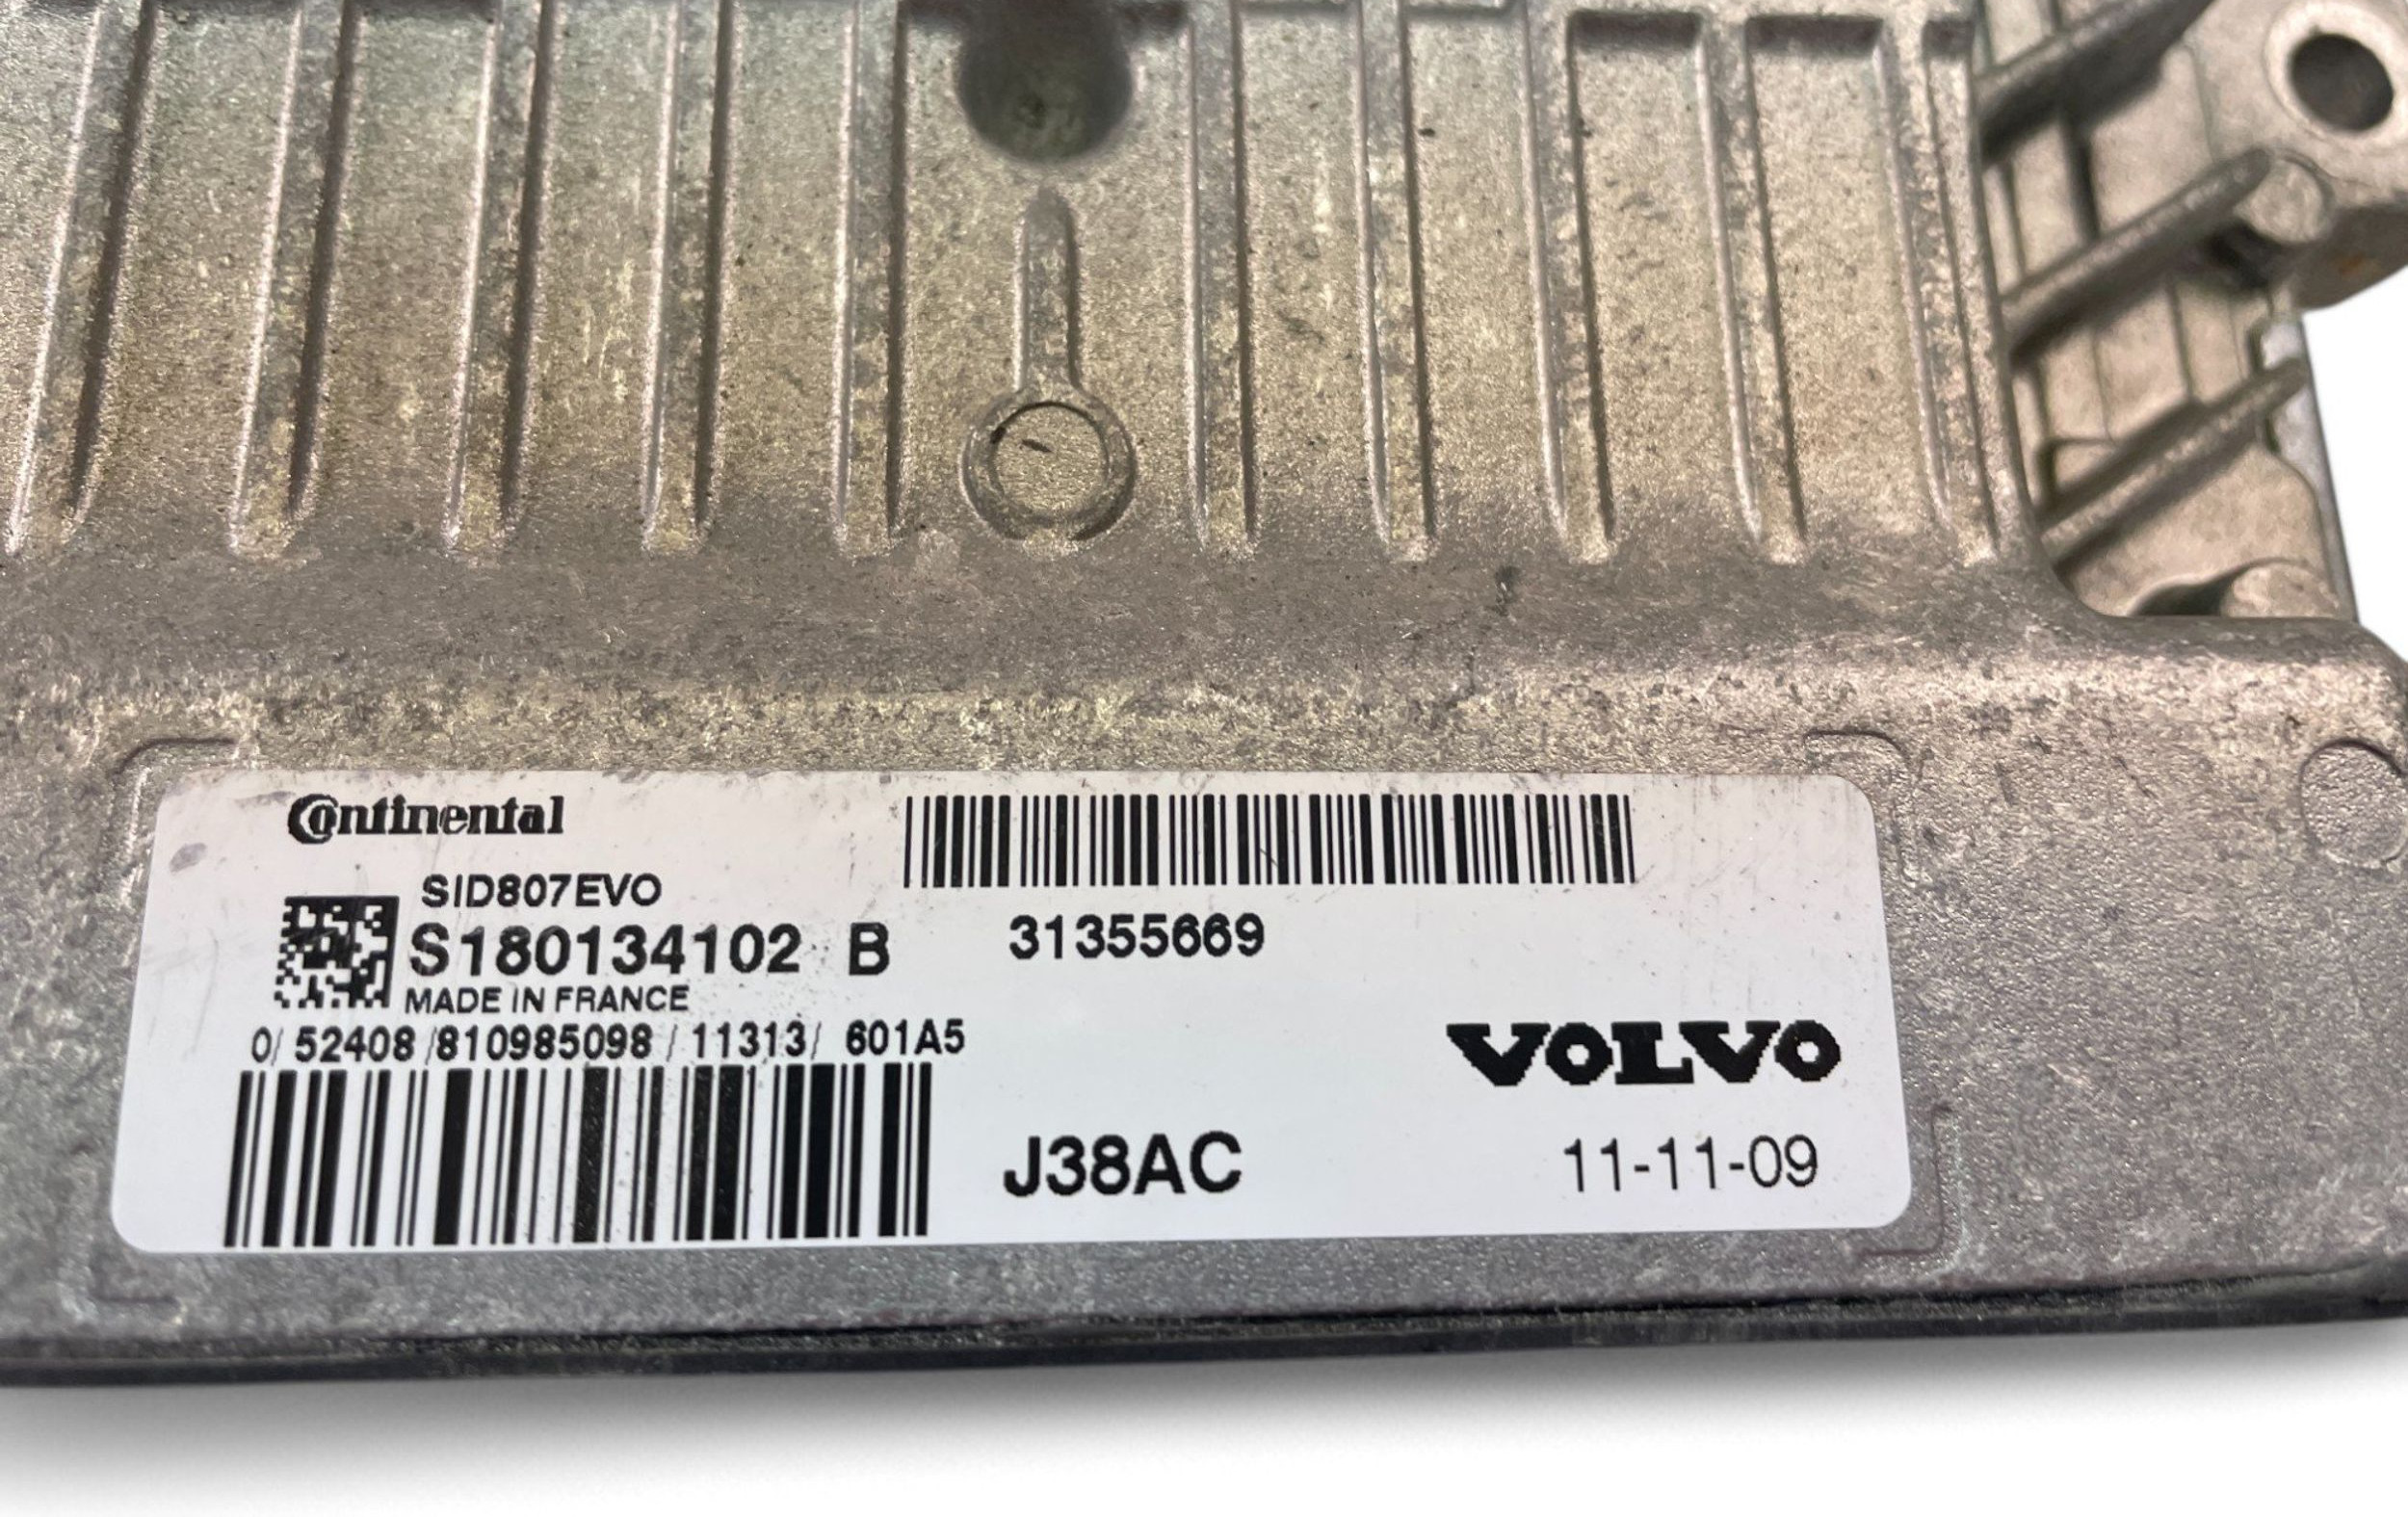 Continental
SID807EVO
S180134102 B
MADE IN FRANCE
0/ 52408 /810985098 / 11313/ 601A5
31355669
VOLVO
J38AC
11-11-09